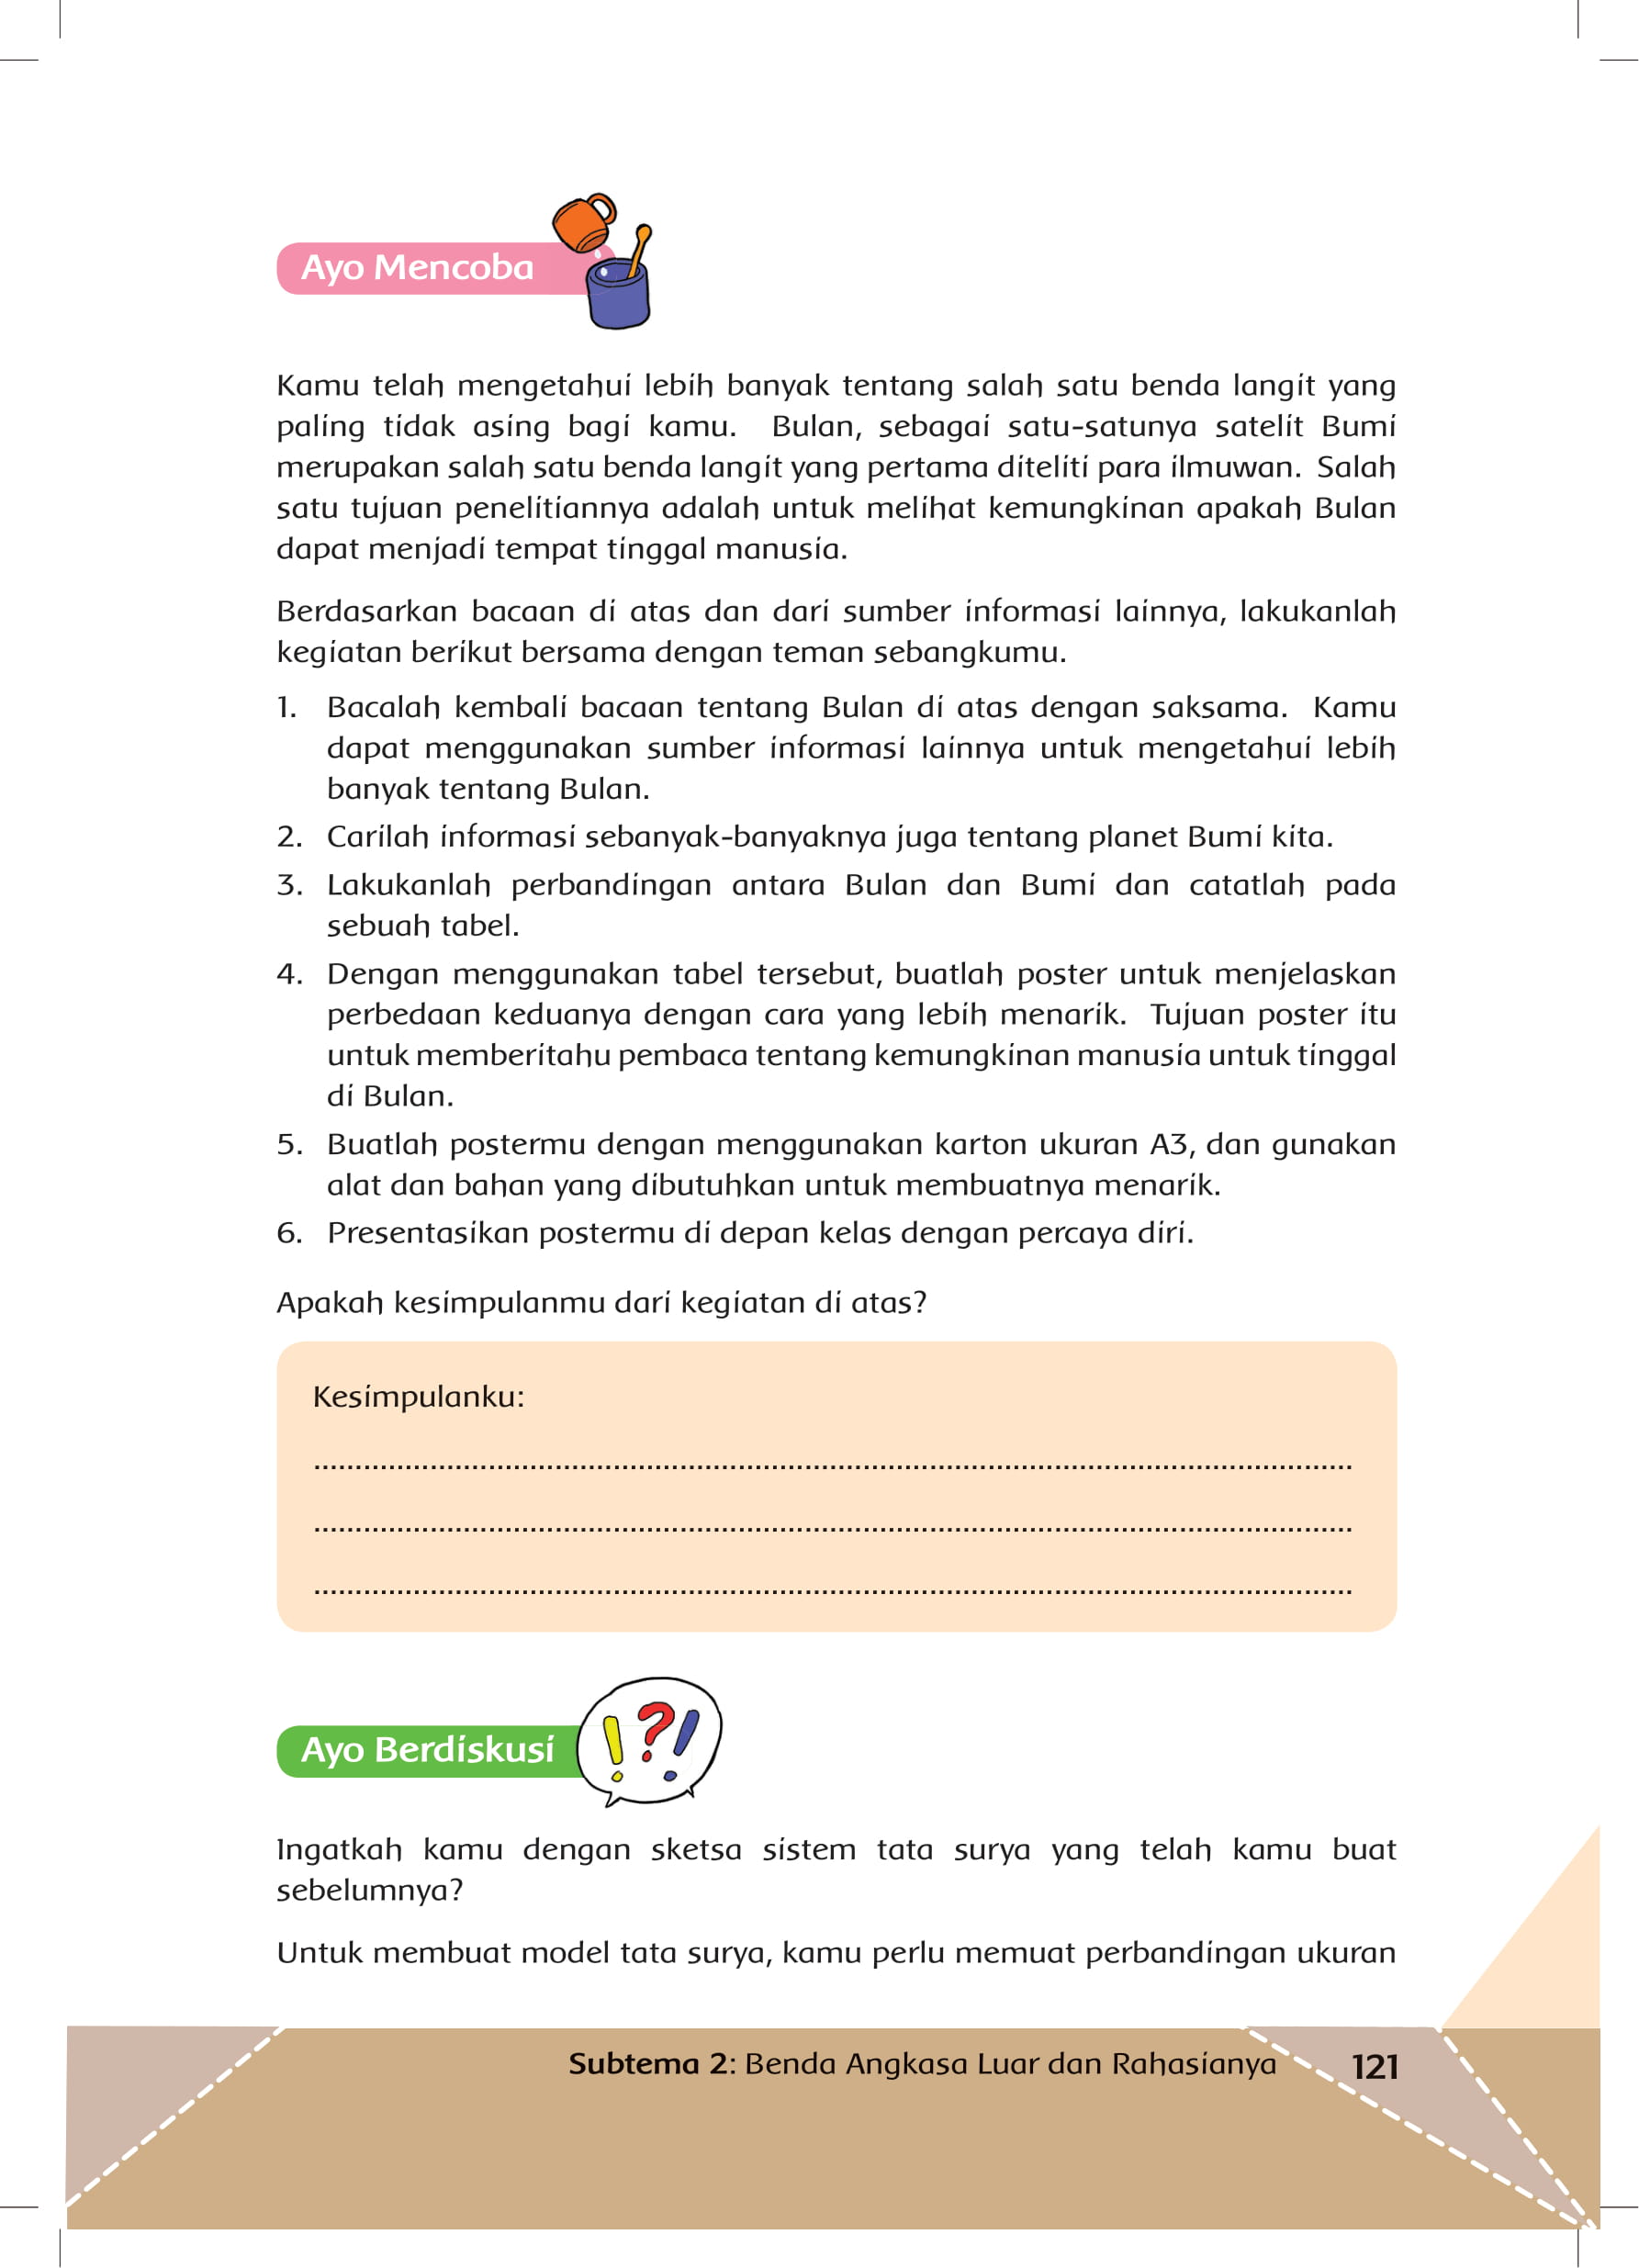 Ayo Mencoba
Kamu telah mengetahui lebih banyak tentang salah satu benda langit yang
paling tidak asing bagi kamu. Bulan, sebagai satu-satunya satelit Bumi
merupakan salah satu benda langit yang pertama diteliti para ilmuwan. Salah
satu tujuan penelitiannya adalah untuk melihat kemungkinan apakah Bulan
dapat menjadi tempat tinggal manusia.
Berdasarkan bacaan di atas dan dari sumber informasi lainnya, lakukanlah
kegiatan berikut bersama dengan teman sebangkumu.
1. Bacalah kembali bacaan tentang Bulan di atas dengan saksama. Kamu
dapat menggunakan sumber informasi lainnya untuk mengetahui lebih
banyak tentang Bulan.
2. Carilah informasi sebanyak-banyaknya juga tentang planet Bumi kita.
3. Lakukanlah perbandingan antara Bulan dan Bumi dan catatlah pada
sebuah tabel.
4. Dengan menggunakan tabel tersebut, buatlah poster untuk menjelaskan
perbedaan keduanya dengan cara yang lebih menarik. Tujuan poster itu
untuk memberitahu pembaca tentang kemungkinan manusia untuk tinggal
di Bulan.
5. Buatlah postermu dengan menggunakan karton ukuran A3, dan gunakan
alat dan bahan yang dibutuhkan untuk membuatnya menarik.
6. Presentasikan postermu di depan kelas dengan percaya diri.
Apakah kesimpulanmu dari kegiatan di atas?
Kesimpulanku:
Ayo Berdiskusi
!?!
Ingatkah kamu dengan sketsa sistem tata surya yang telah kamu buat
sebelumnya?
Untuk membuat model tata surya, kamu perlu memuat perbandingan ukuran
Subtema 2: Benda Angkasa Luar dan Rahasianya 121